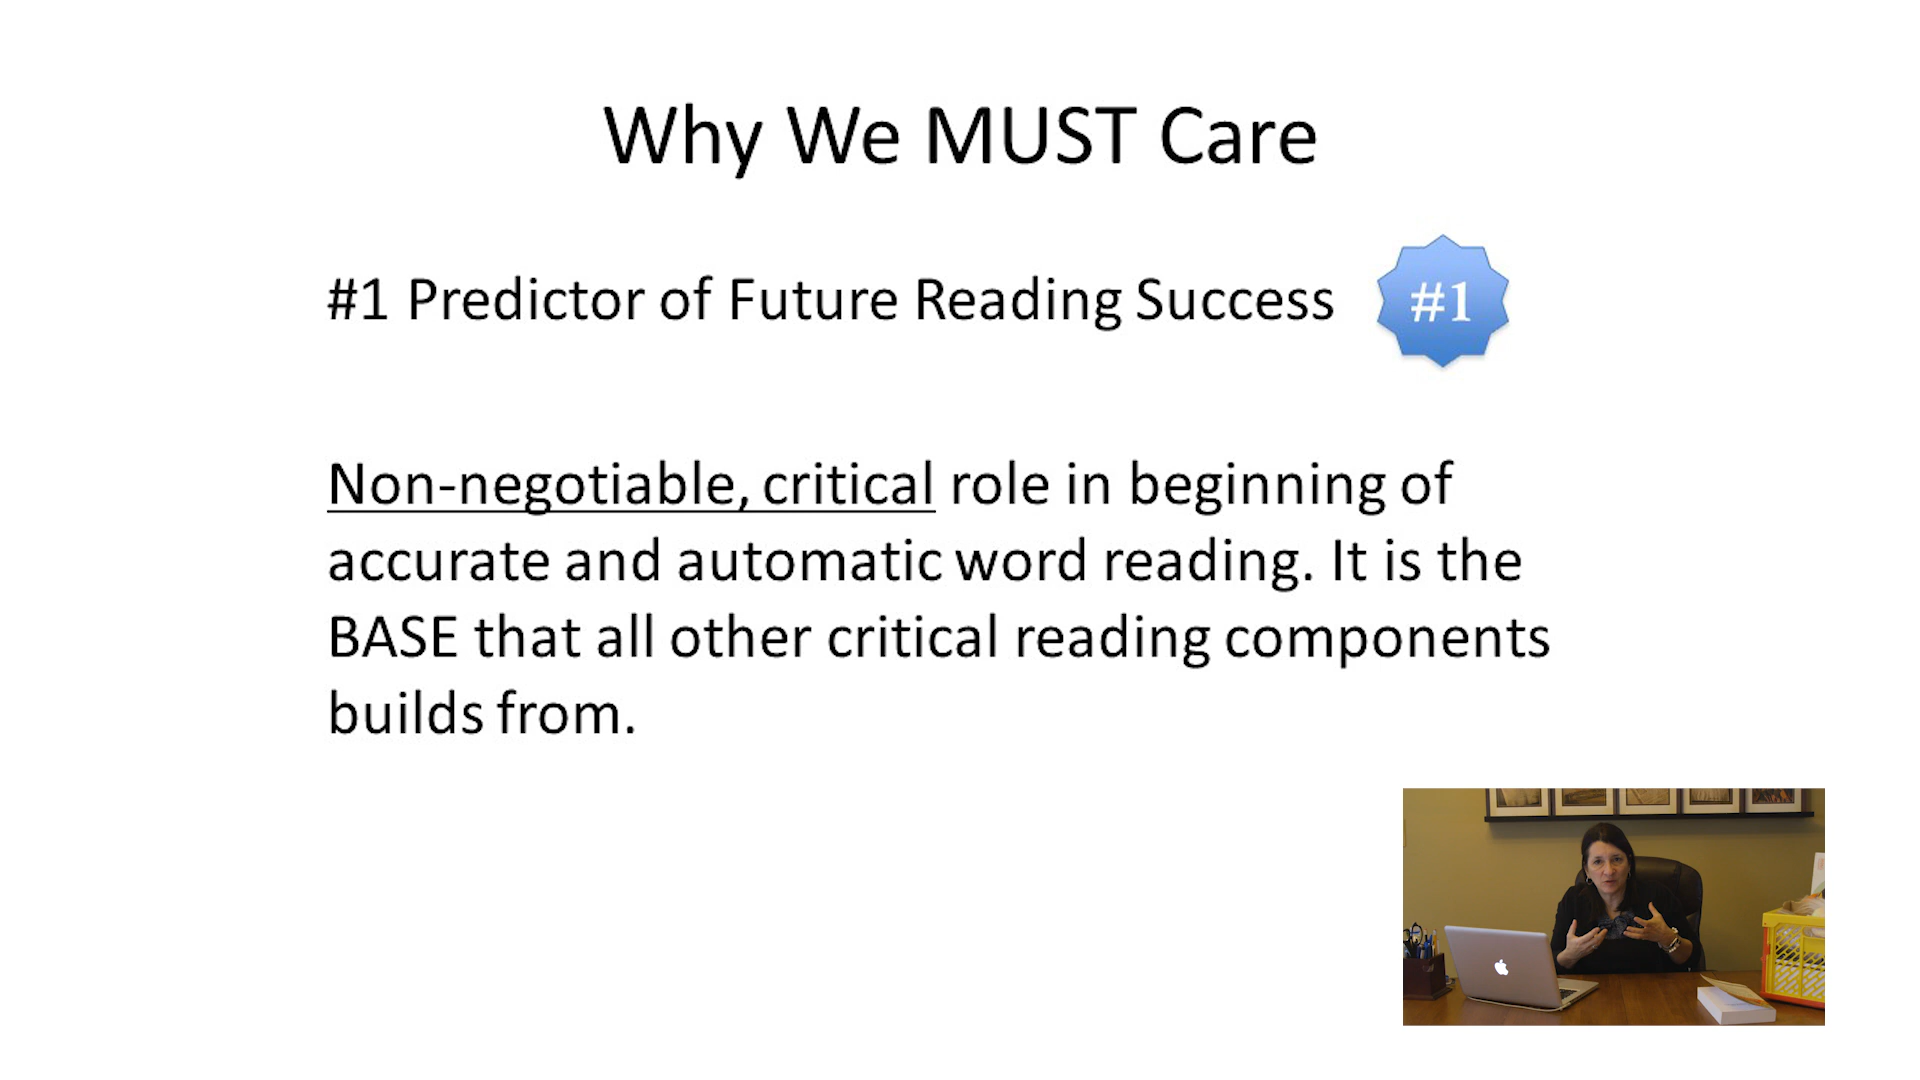 Why We MUST Care
#1 Predictor of Future Reading Success
#1
Non-negotiable, critical role in beginning of
accurate and automatic word reading. It is the
BASE that all other critical reading components
builds from.